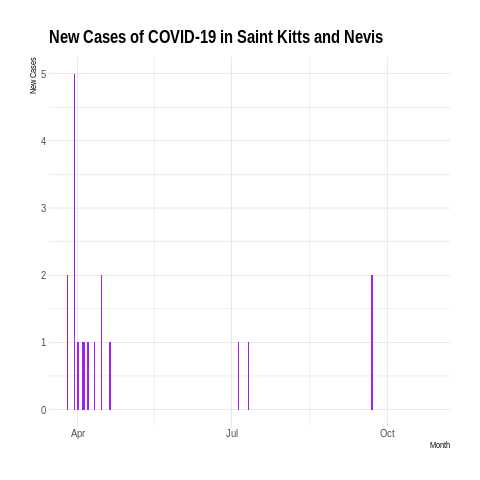 New Cases of COVID-19 in Saint Kitts and Nevis
New Cases
5
4
3
2
1
0
Apr
Jul
Oct
Month